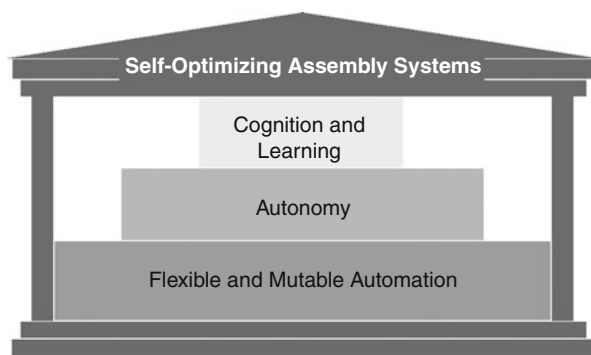 Self-Optimizing Assembly Systems
Cognition and
Learning
Autonomy
Flexible and Mutable Automation